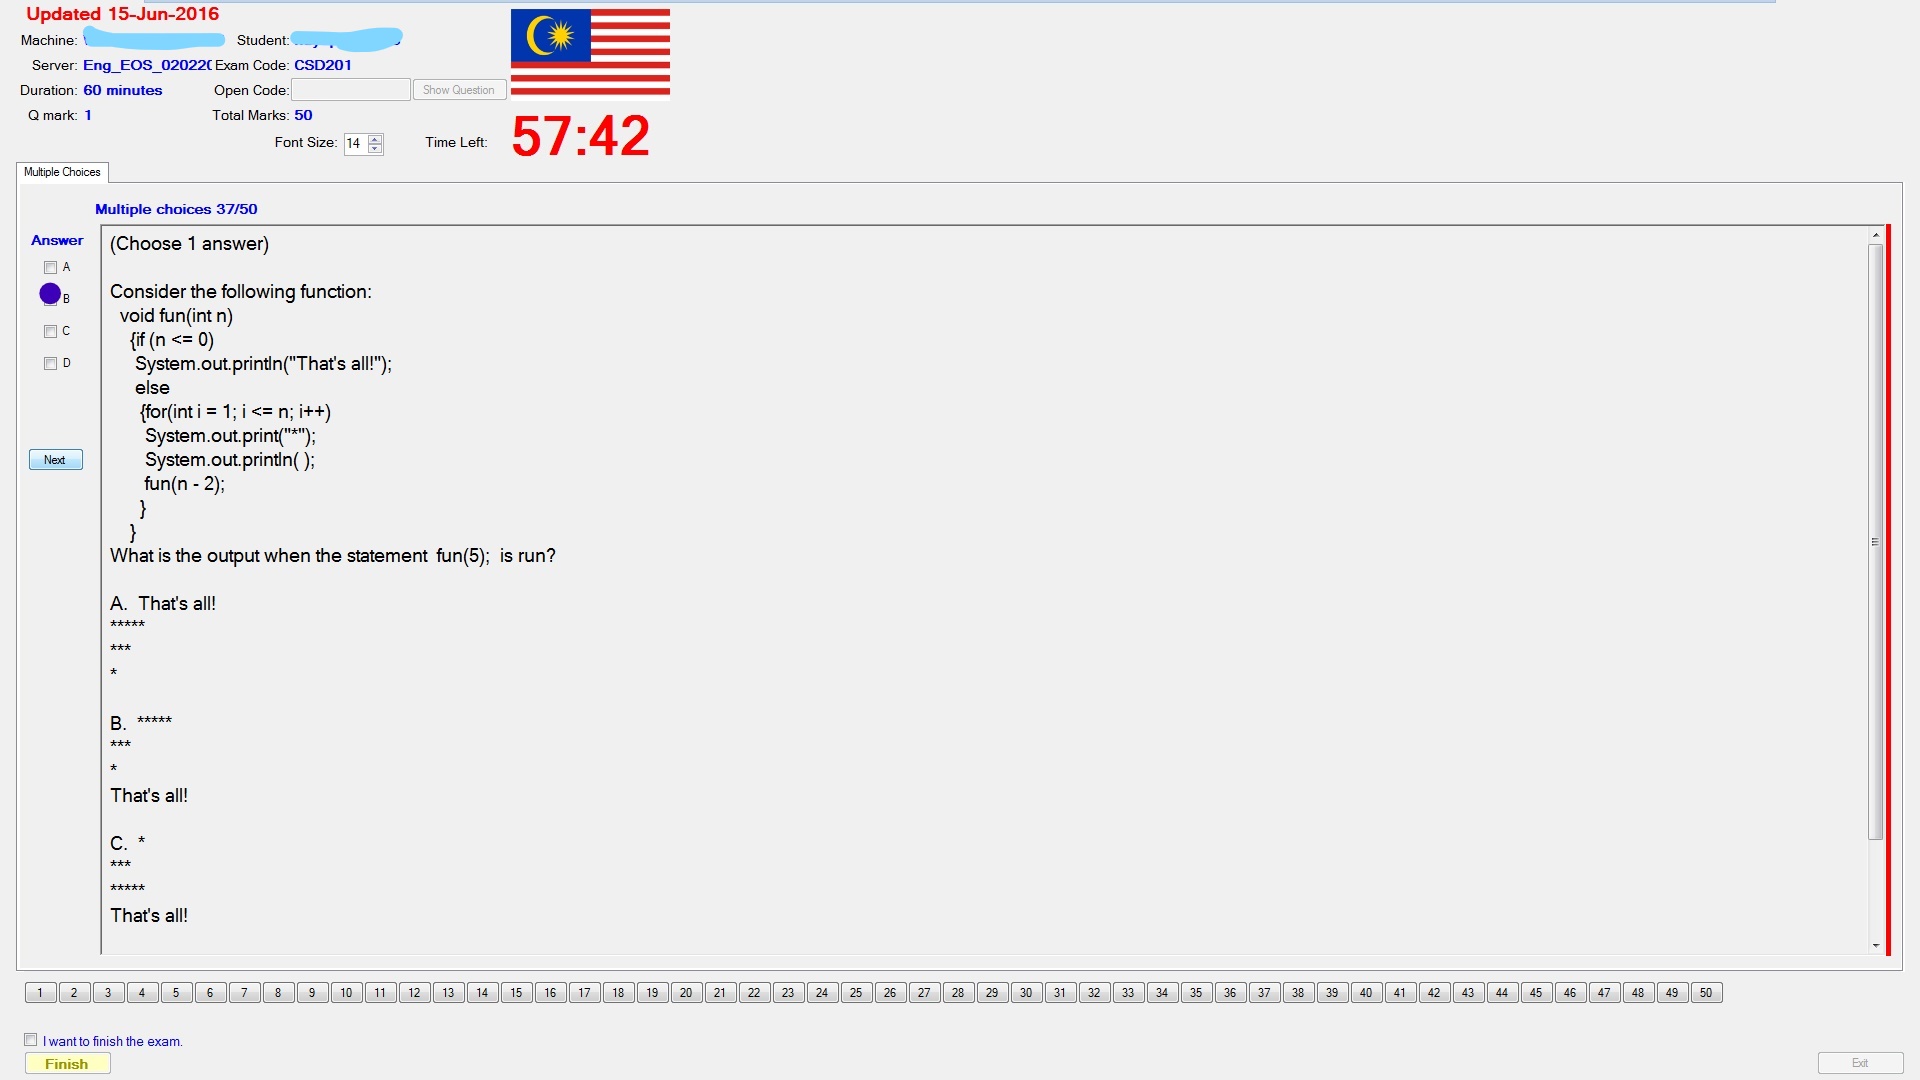 Updated 15-Jun-2016
Machine: Student:
Server: Eng_EOS_020220 Exam Code: CSD201
Duration: 60 minutes Open Code: Show Question
Q mark: 1 Total Marks: 50
Font Size: 14 Time Left: 57:42
Multiple Choices
Multiple choices 37/50
Answer
A
B
C
D
Next
(Choose 1 answer)
Consider the following function:
void fun(int n)
{if (n <= 0)
System.out.println("That's all!");
else
{for(int i = 1; i <= n; i++)
System.out.print("*");
System.out.println( );
fun(n - 2);
}
}
What is the output when the statement fun(5); is run?
A. That's all!
*****
***
*
B. *****
***
*
That's all!
C. *
***
*****
That's all!
1 2 3 4 5 6 7 8 9 10 11 12 13 14 15 16 17 18 19 20 21 22 23 24 25 26 27 28 29 30 31 32 33 34 35 36 37 38 39 40 41 42 43 44 45 46 47 48 49 50
I want to finish the exam.
Finish
Exit